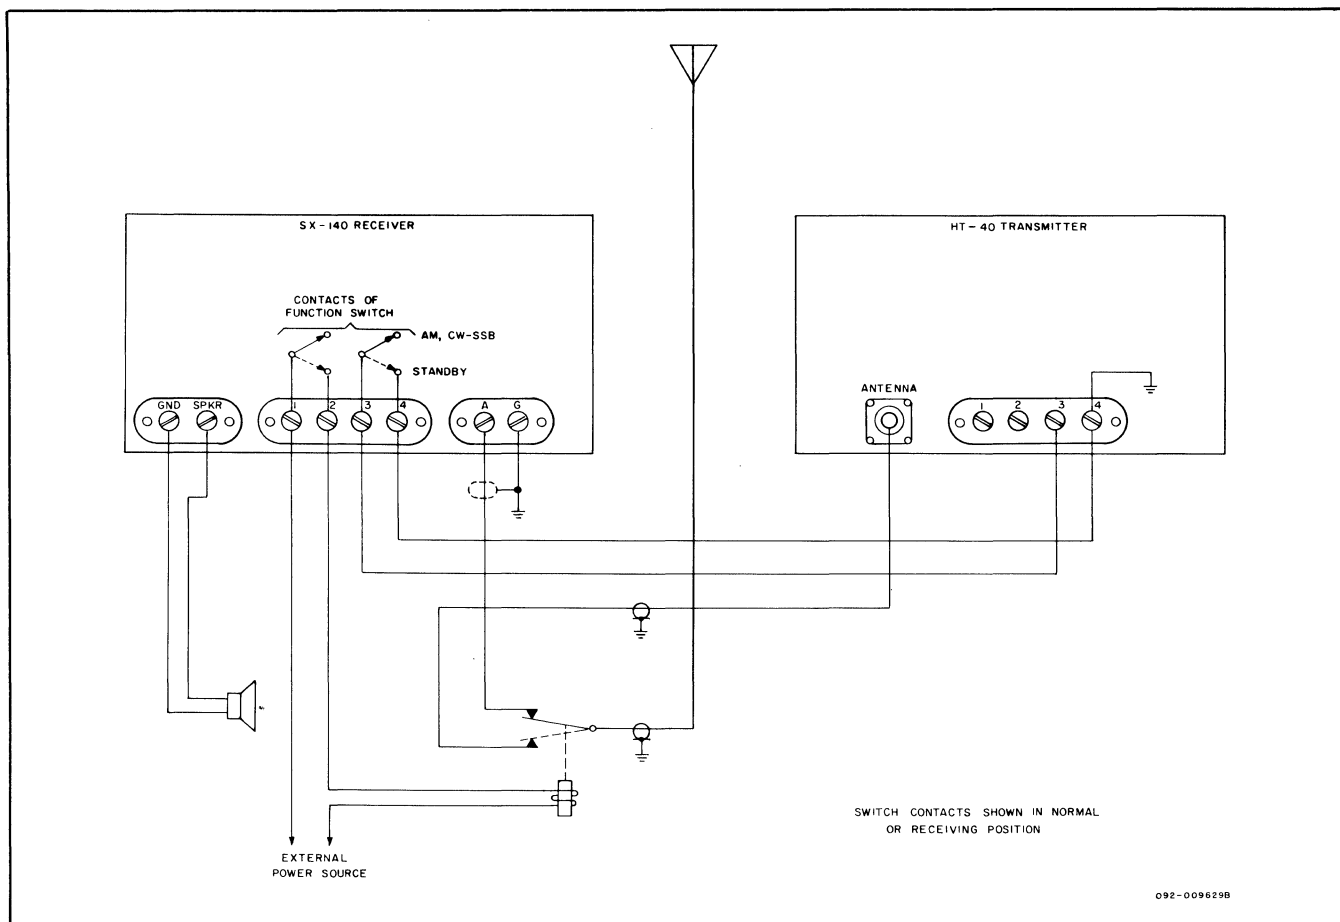 SX-140 RECEIVER
CONTACTS OF
FUNCTION SWITCH
AM, CW-SSB
STANDBY
GND SPKR
1 2 3 4
A G
HT-40 TRANSMITTER
ANTENNA
1 2 3 4
EXTERNAL
POWER SOURCE
SWITCH CONTACTS SHOWN IN NORMAL
OR RECEIVING POSITION
092-009629B